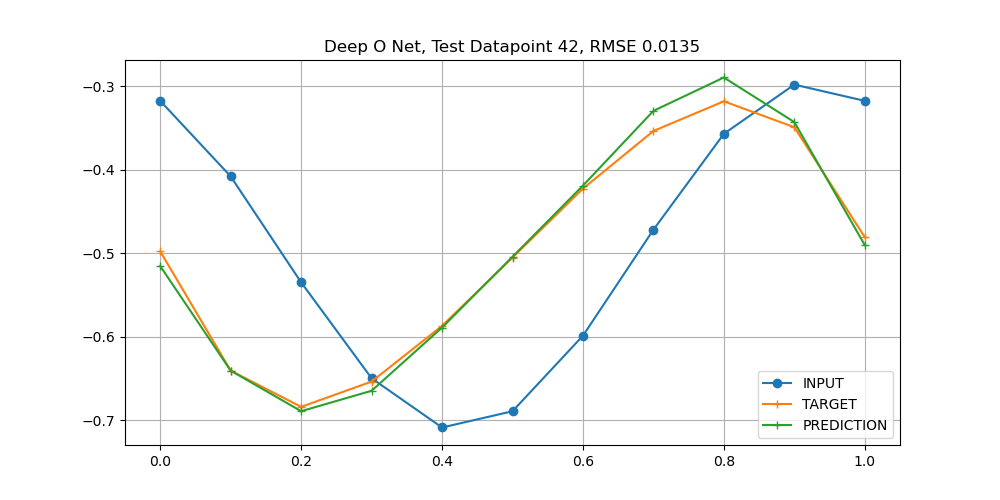 Deep O Net, Test Datapoint 42, RMSE 0.0135
−0.3
−0.4
−0.5
−0.6
−0.7
0.0 0.2 0.4 0.6 0.8 1.0
INPUT
TARGET
PREDICTION